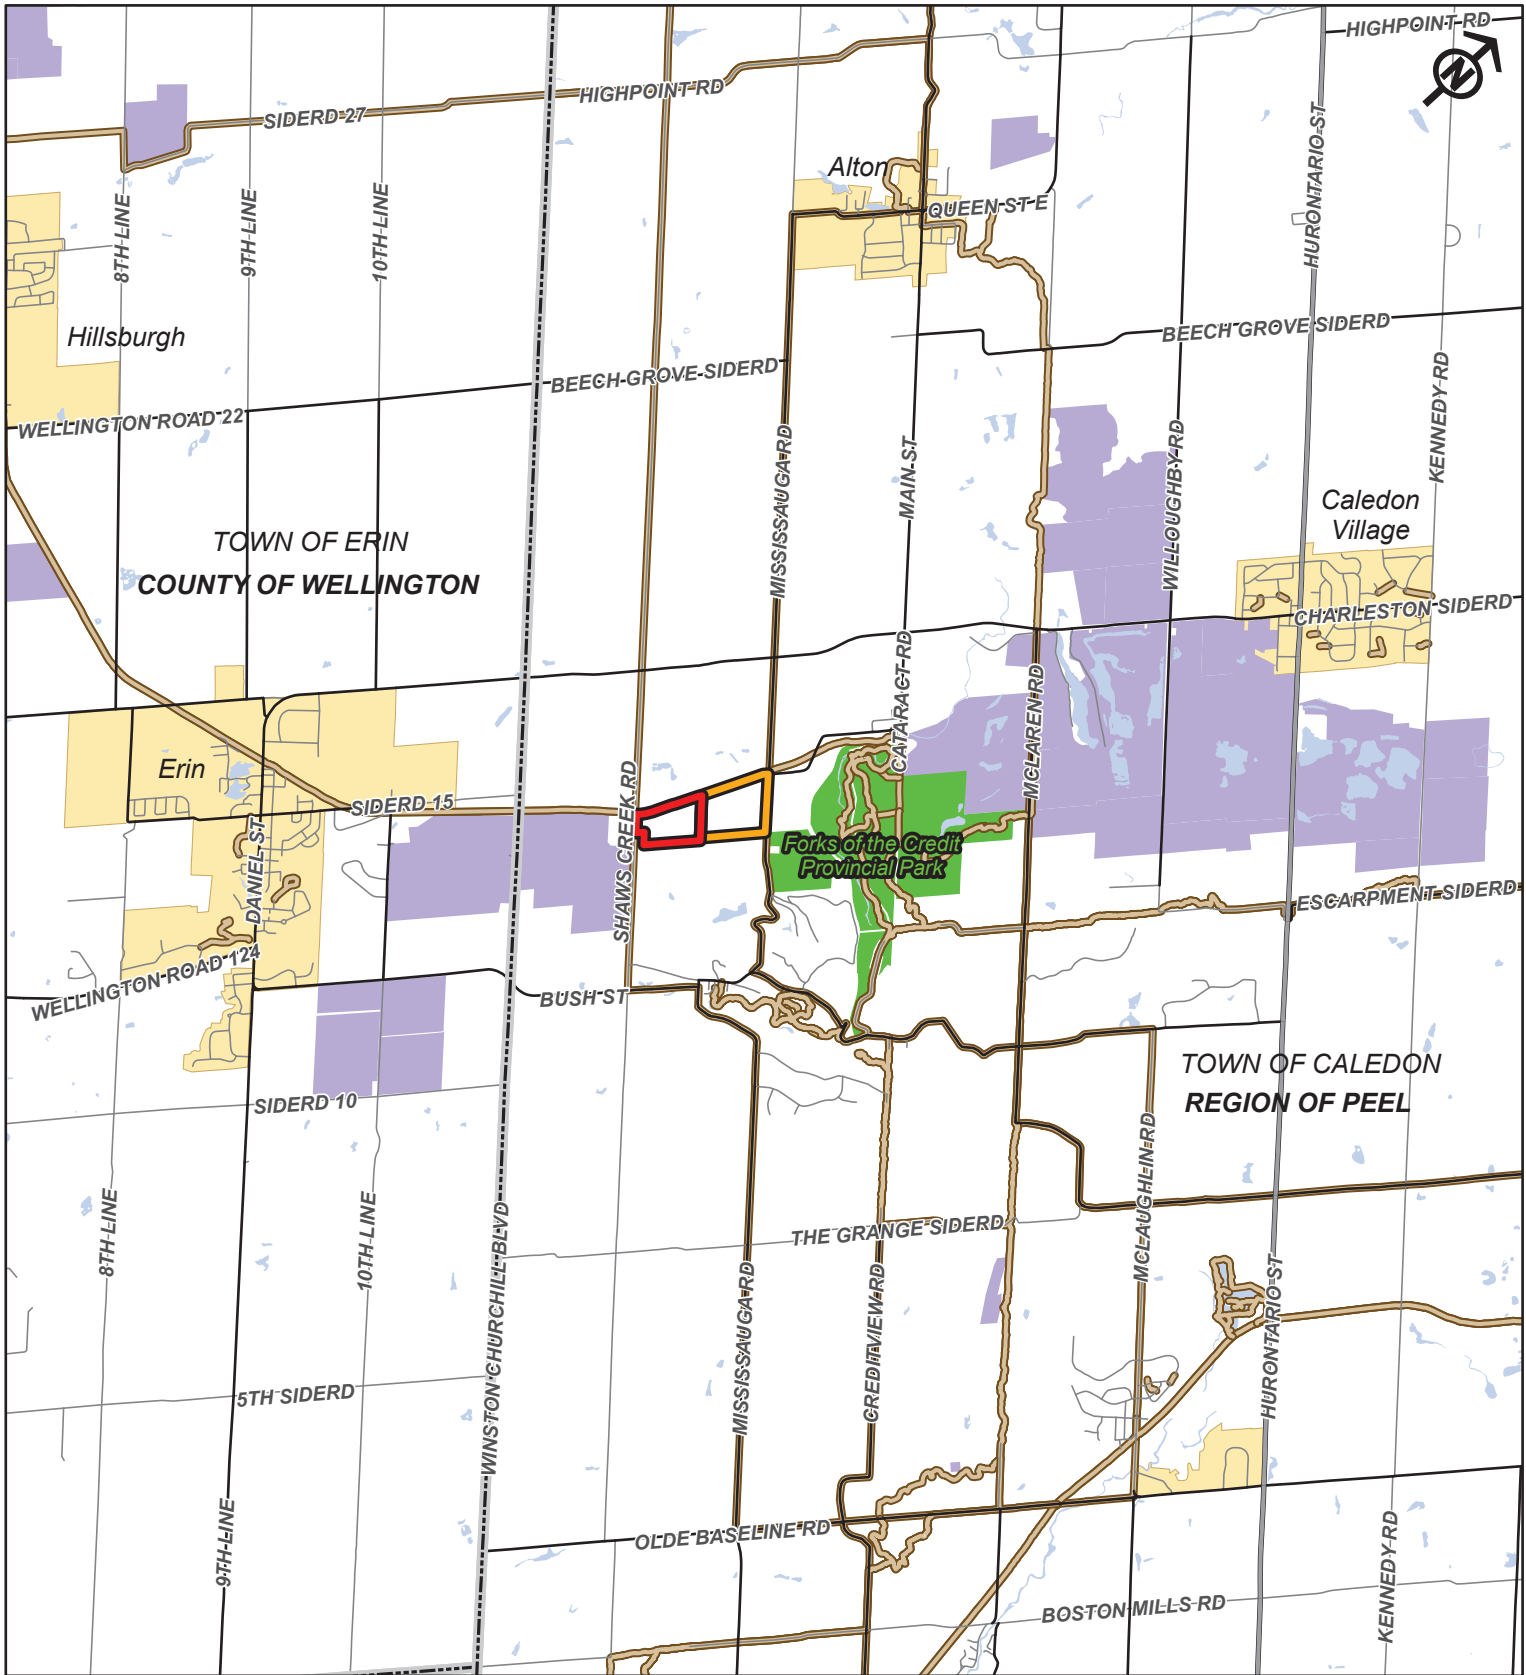 HIGHPOINT RD
N
HIGHPOINT RD
SIDERD 27
HURONTARIO ST
Alton
QUEEN ST E
8TH LINE
9TH LINE
10TH LINE
Hillsburgh
BEECH GROVE SIDERD
BEECH GROVE SIDERD
KENNEDY RD
WELLINGTON ROAD 22
MISSISSAUGA RD
MAIN ST
WILLOUGHBY RD
Caledon
Village
TOWN OF ERIN
COUNTY OF WELLINGTON
CHARLESTON SIDERD
CATARACT RD
MCLAREN RD
Erin
SIDERD 15
SHAWS CREEK RD
DANIEL ST
Forks of the Credit
Provincial Park
ESCARPMENT SIDERD
WELLINGTON ROAD 124
BUSH ST
TOWN OF CALEDON
REGION OF PEEL
SIDERD 10
MCLAUGHLIN RD
8TH LINE
10TH LINE
WINSTON CHURCHILL BLVD
THE GRANGE SIDERD
MISSISSAUGA RD
CREDITVIEW RD
HURONTARIO ST
5TH SIDERD
9TH LINE
OLDE BASELINE RD
KENNEDY RD
BOSTON MILLS RD